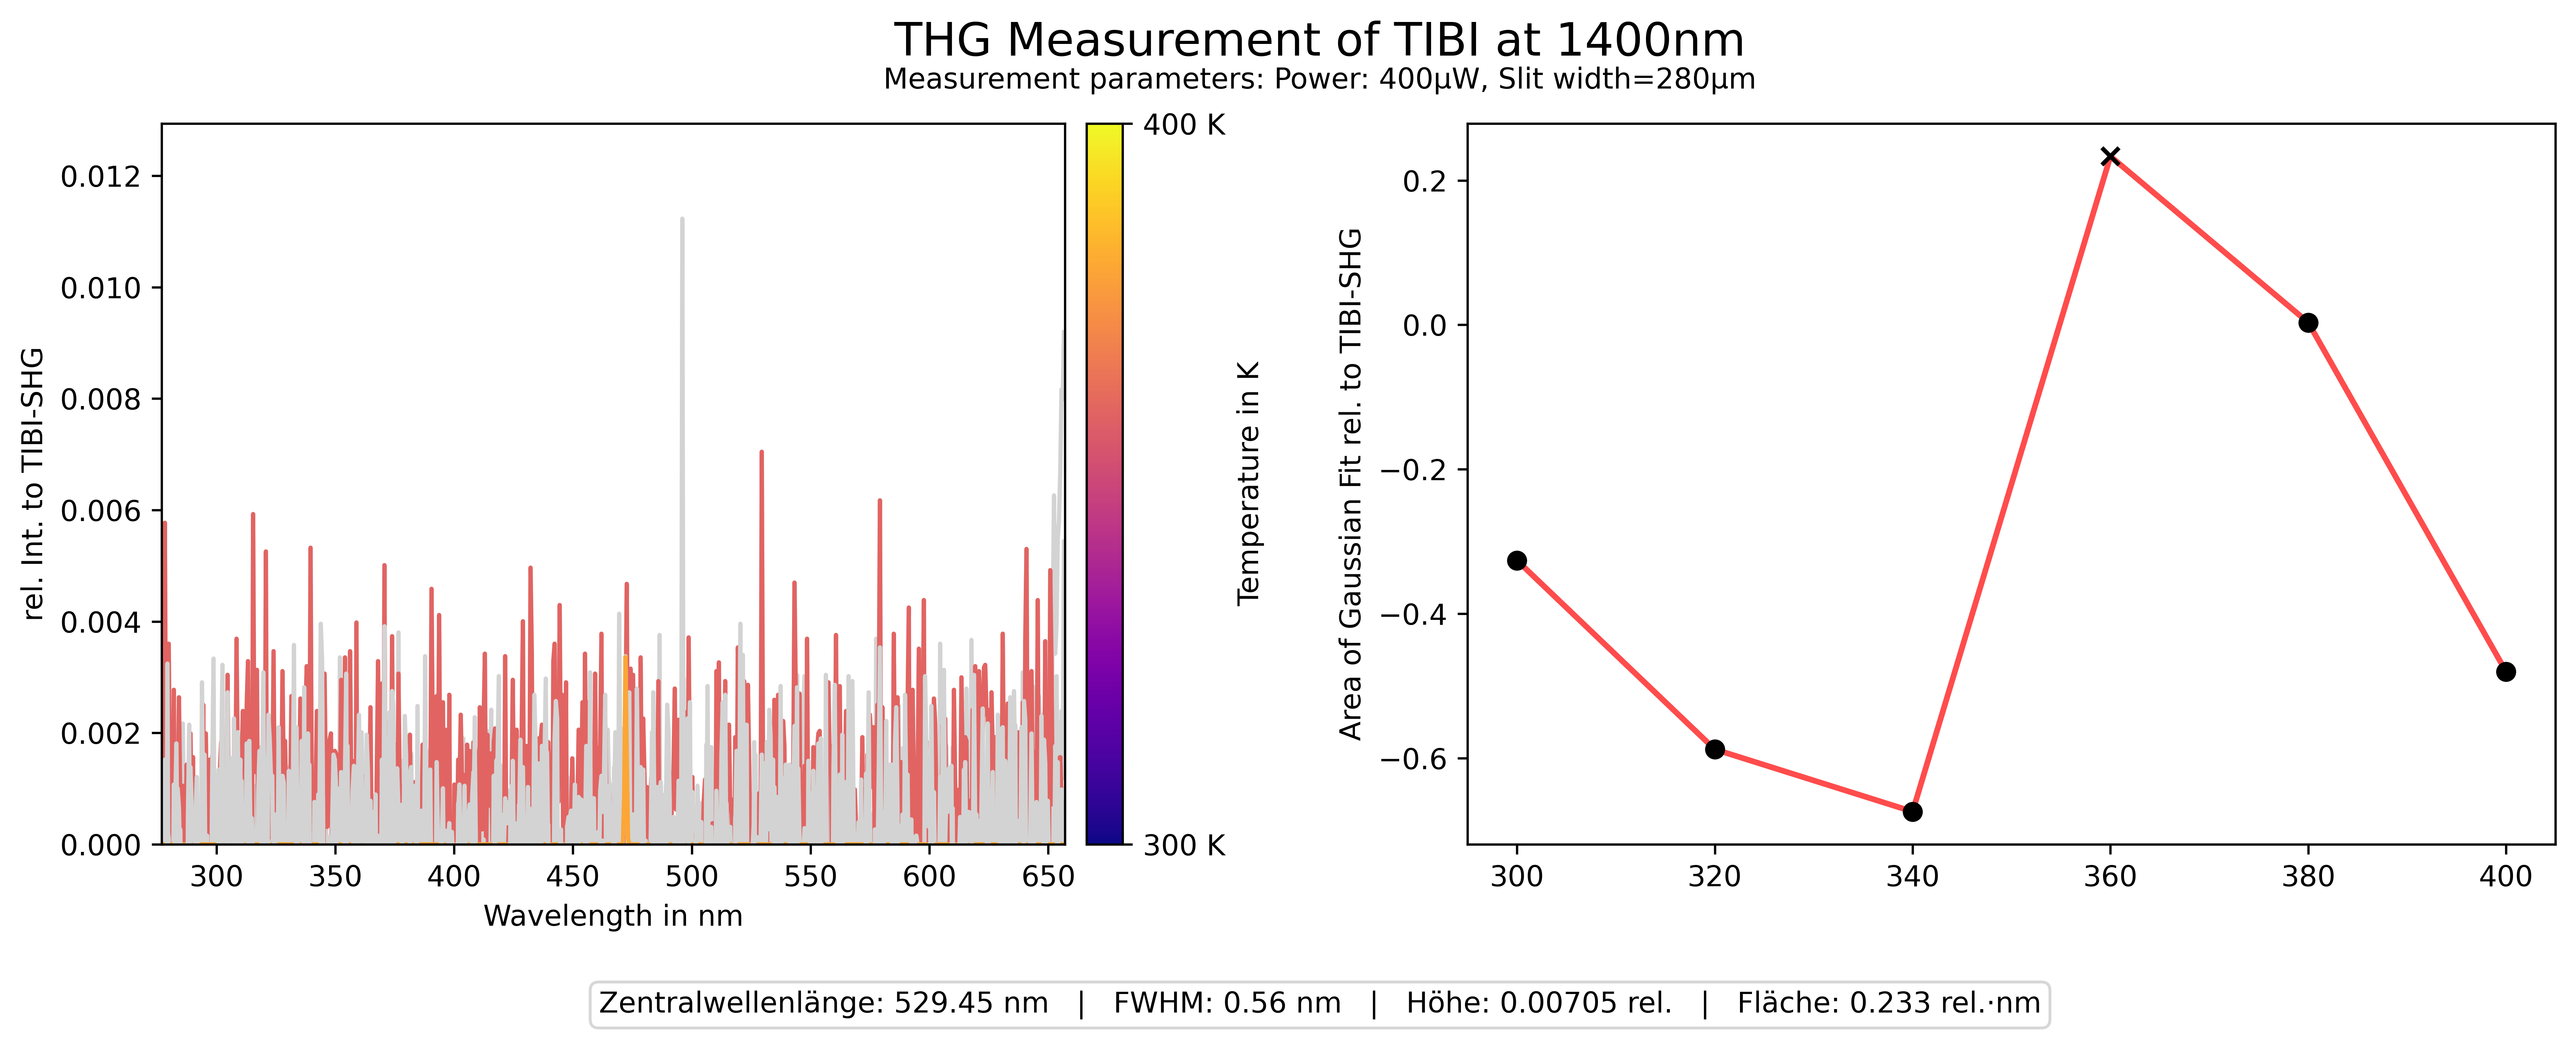 THG Measurement of TIBI at 1400nm
Measurement parameters: Power: 400µW, Slit width=280µm
rel. Int. to TIBI-SHG
0.012
0.010
0.008
0.006
0.004
0.002
0.000
300 350 400 450 500 550 600 650
Wavelength in nm
400 K
300 K
Temperature in K
Area of Gaussian Fit rel. to TIBI-SHG
0.2
0.0
−0.2
−0.4
−0.6
300 320 340 360 380 400
Zentralwellenlänge: 529.45 nm | FWHM: 0.56 nm | Höhe: 0.00705 rel. | Fläche: 0.233 rel.·nm